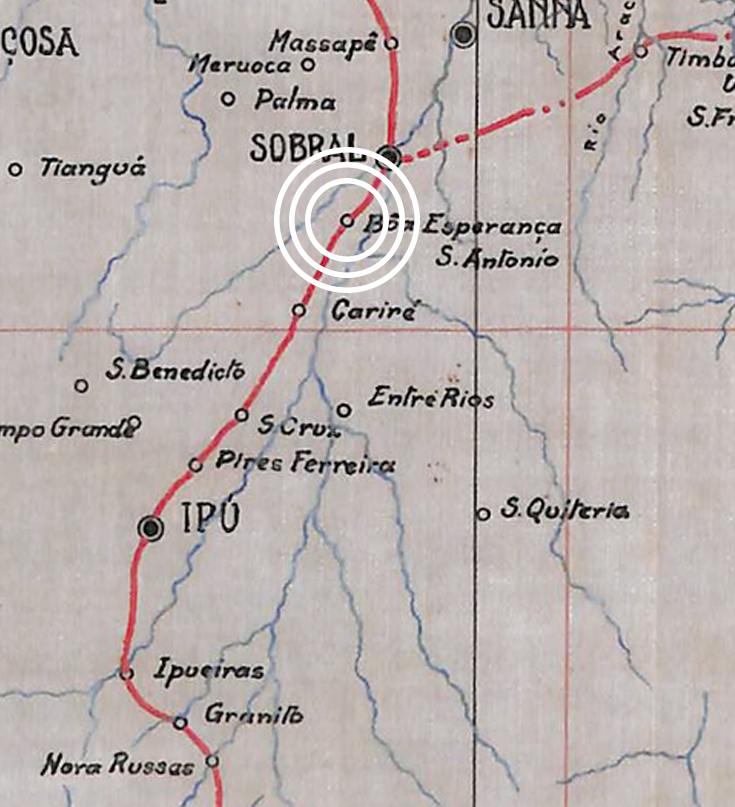 SANNA
ÇOSA
Massapê
Arac
Meruoca
Timbo
Palma
S.Fr
Rio
SOBRAL
Tianguá
Bôa Esperança
S. Antonio
Cariré
S. Benedicto
Entre Rios
mpo Grande
S Cruz
Pires Ferreira
IPÚ
S. Quiteria
Ipueiras
Granito
Nova Russas